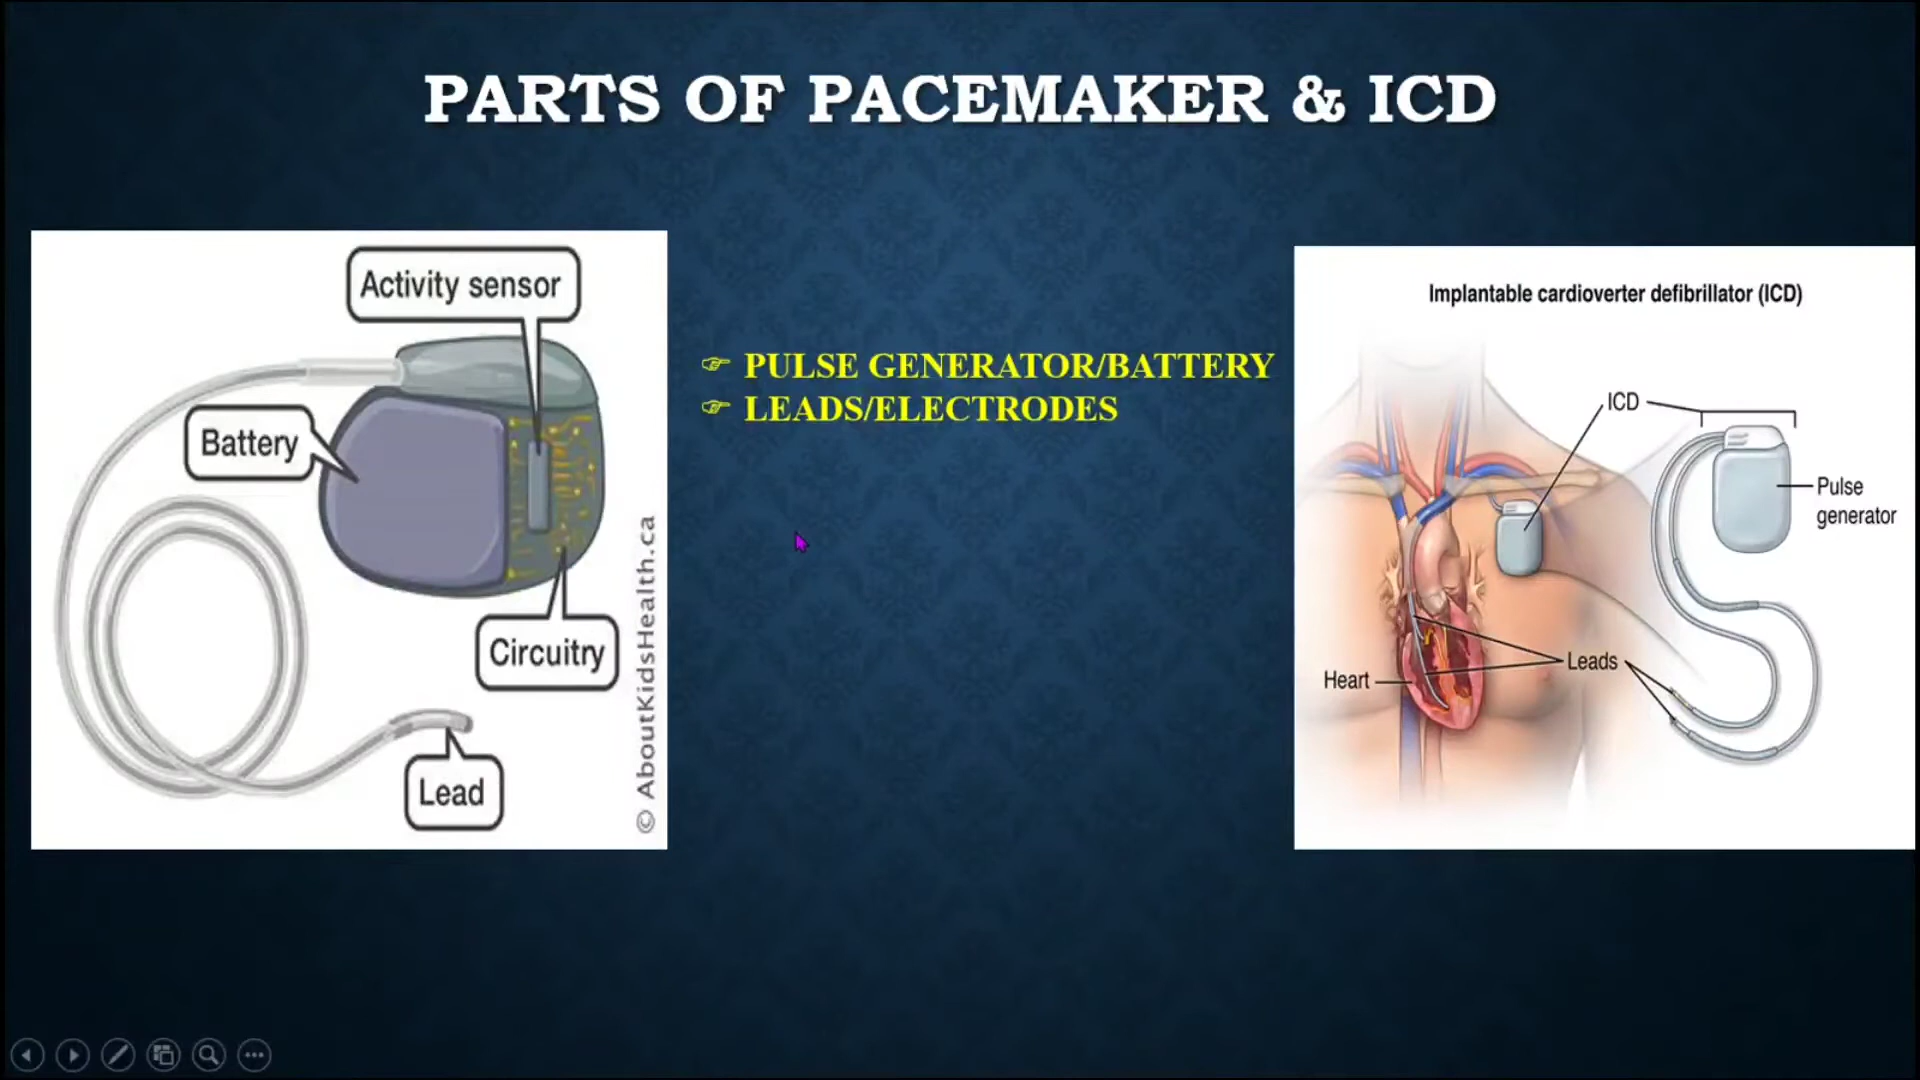 PARTS OF PACEMAKER & ICD
Activity sensor
Battery
Circuitry
Lead
© AboutKidsHealth.ca
☞ PULSE GENERATOR/BATTERY
☞ LEADS/ELECTRODES
Implantable cardioverter defibrillator (ICD)
ICD
Pulse
generator
Leads
Heart